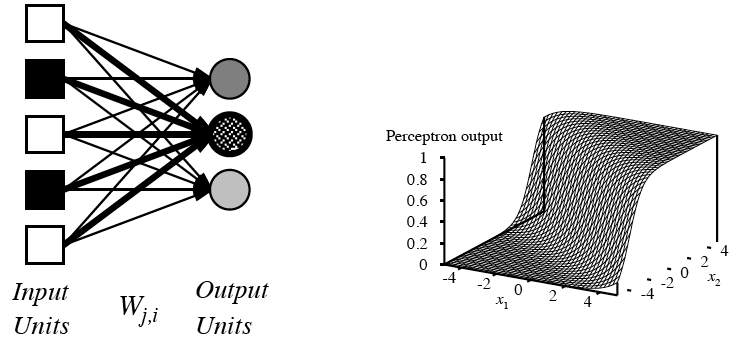 Input
Units
W_{j,i}
Output
Units
Perceptron output
1
0.8
0.6
0.4
0.2
0
-4
-2
0
2
4
x_1
-4
-2
0
2
4
x_2